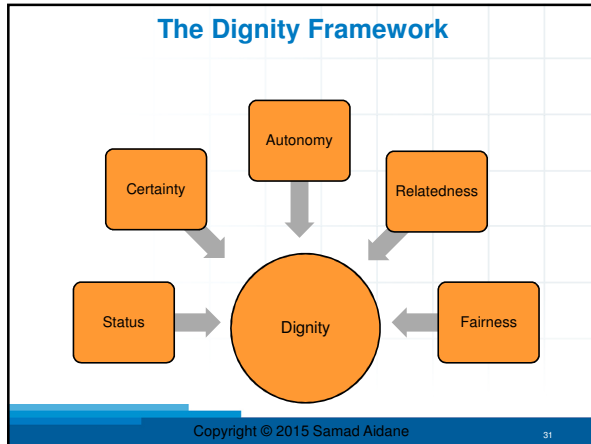 The Dignity Framework
Autonomy
Certainty
Relatedness
Status
Dignity
Fairness
Copyright © 2015 Samad Aidane
31